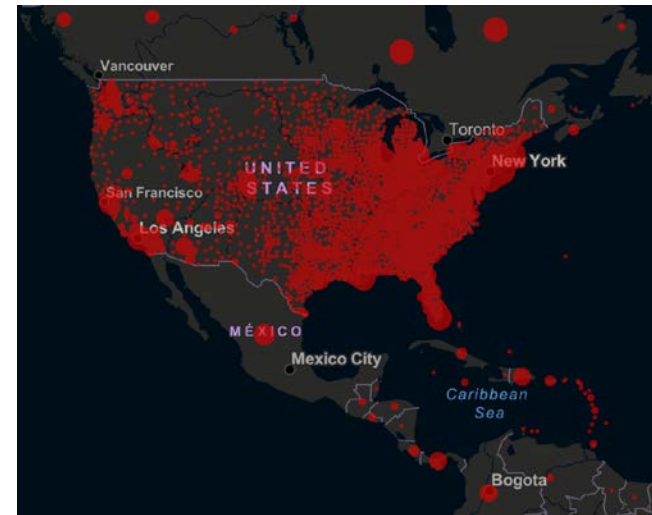 Vancouver
Toronto
New York
UNITED
STATES
San Francisco
Los Angeles
MÉXICO
Mexico City
Caribbean
Sea
Bogota